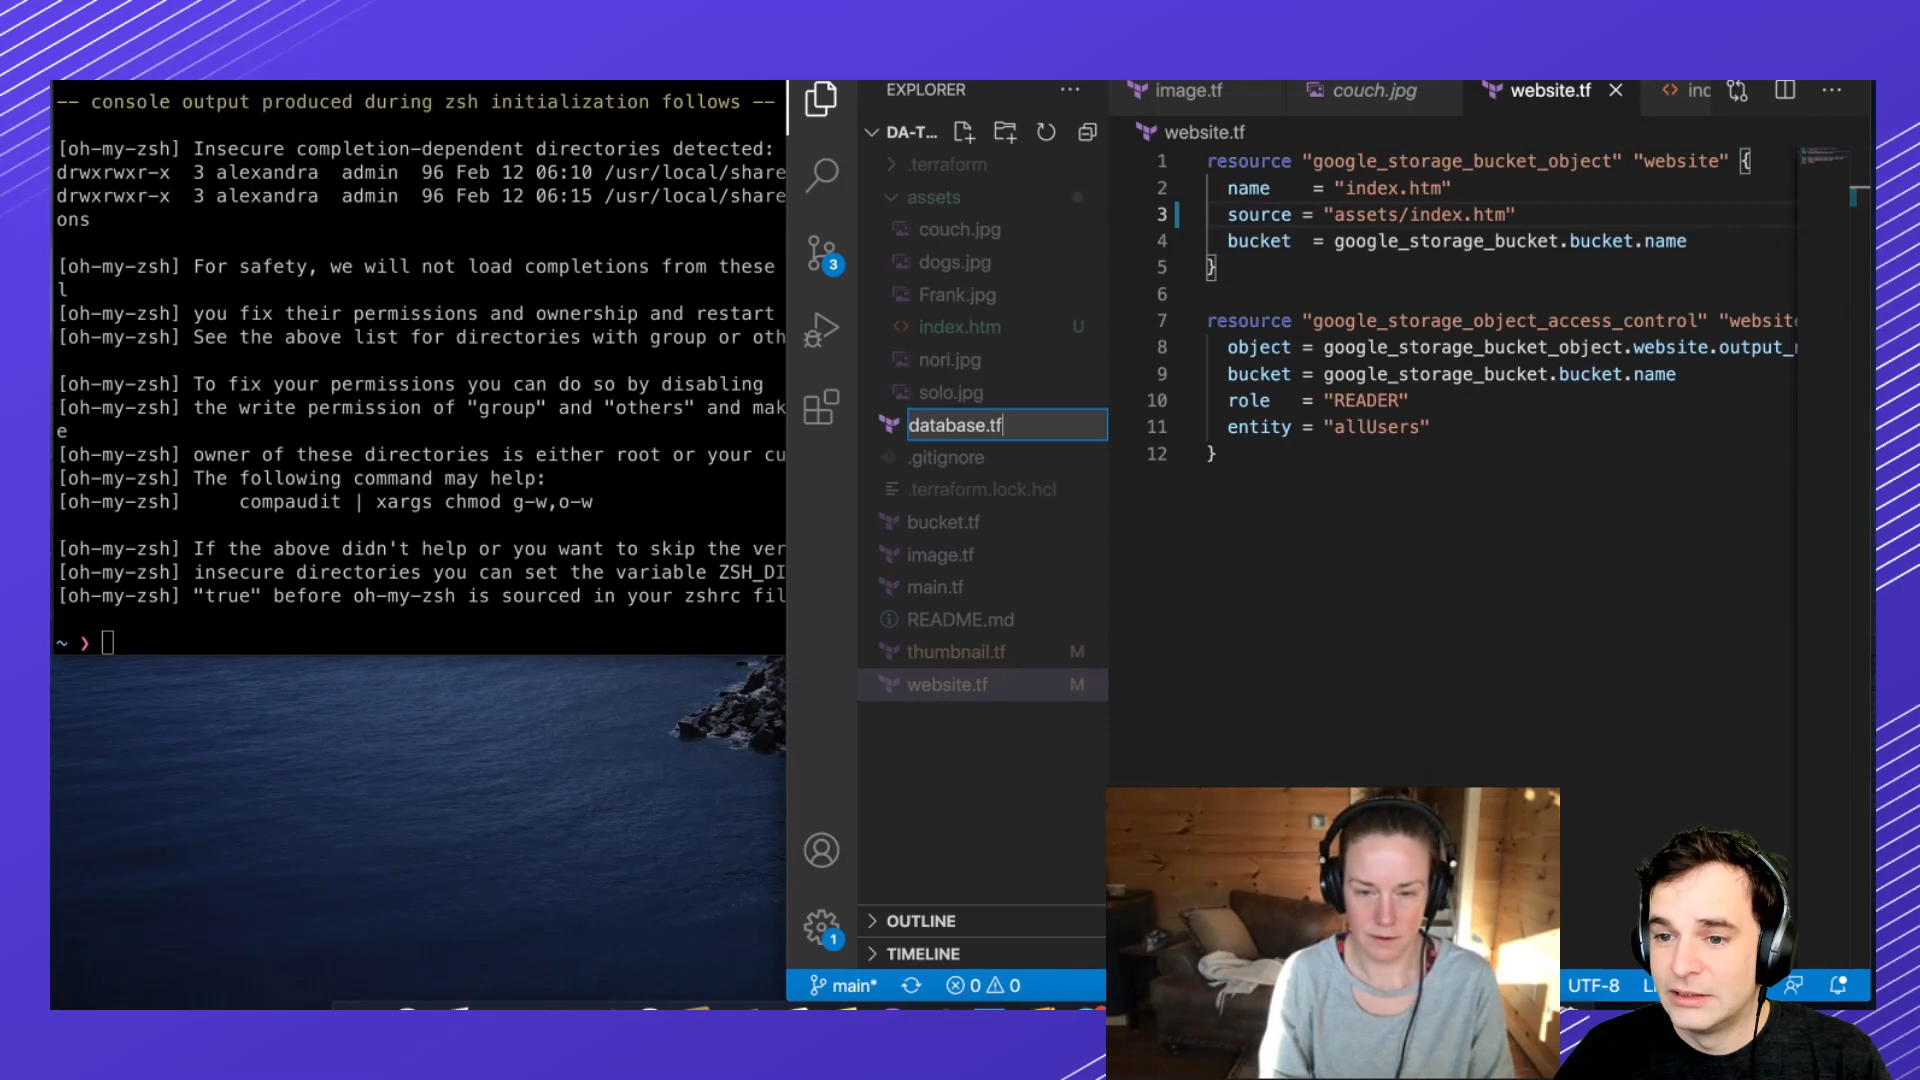 -- console output produced during zsh initialization follows --
[oh-my-zsh] Insecure completion-dependent directories detected:
drwxrwxr-x  3 alexandra  admin  96 Feb 12 06:10 /usr/local/share
drwxrwxr-x  3 alexandra  admin  96 Feb 12 06:15 /usr/local/share
ons
[oh-my-zsh] For safety, we will not load completions from these
l
[oh-my-zsh] you fix their permissions and ownership and restart
[oh-my-zsh] See the above list for directories with group or oth
[oh-my-zsh] To fix your permissions you can do so by disabling
[oh-my-zsh] the write permission of "group" and "others" and mak
e
[oh-my-zsh] owner of these directories is either root or your cu
[oh-my-zsh] The following command may help:
[oh-my-zsh]     compaudit | xargs chmod g-w,o-w
[oh-my-zsh] If the above didn't help or you want to skip the ver
[oh-my-zsh] insecure directories you can set the variable ZSH_DI
[oh-my-zsh] "true" before oh-my-zsh is sourced in your zshrc fil
~ ❯
3
1
EXPLORER
DA-T...
.terraform
assets
couch.jpg
dogs.jpg
Frank.jpg
index.htm U
nori.jpg
solo.jpg
database.tf
.gitignore
.terraform.lock.hcl
bucket.tf
image.tf
main.tf
README.md
thumbnail.tf M
website.tf M
OUTLINE
TIMELINE
main* 0 0
image.tf couch.jpg website.tf inc
website.tf
1 resource "google_storage_bucket_object" "website" {
2   name    = "index.htm"
3   source = "assets/index.htm"
4   bucket  = google_storage_bucket.bucket.name
5 }
6
7 resource "google_storage_object_access_control" "website
8   object = google_storage_bucket_object.website.output_
9   bucket = google_storage_bucket.bucket.name
10   role   = "READER"
11   entity = "allUsers"
12 }
UTF-8